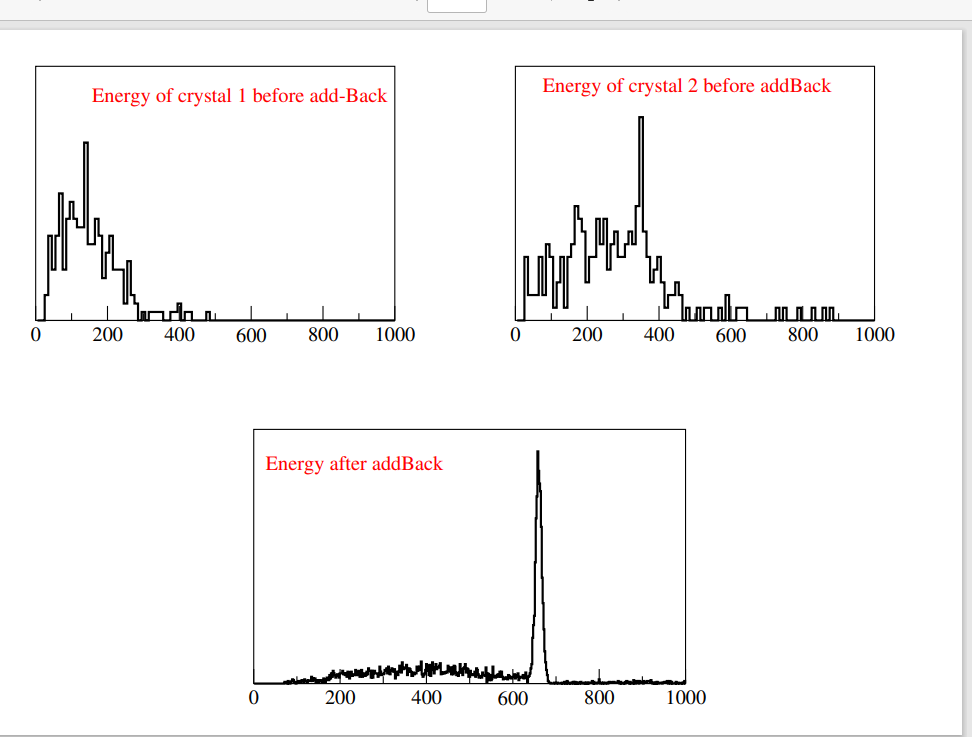 Energy of crystal 1 before add-Back
0 200 400 600 800 1000
Energy of crystal 2 before addBack
0 200 400 600 800 1000
Energy after addBack
0 200 400 600 800 1000